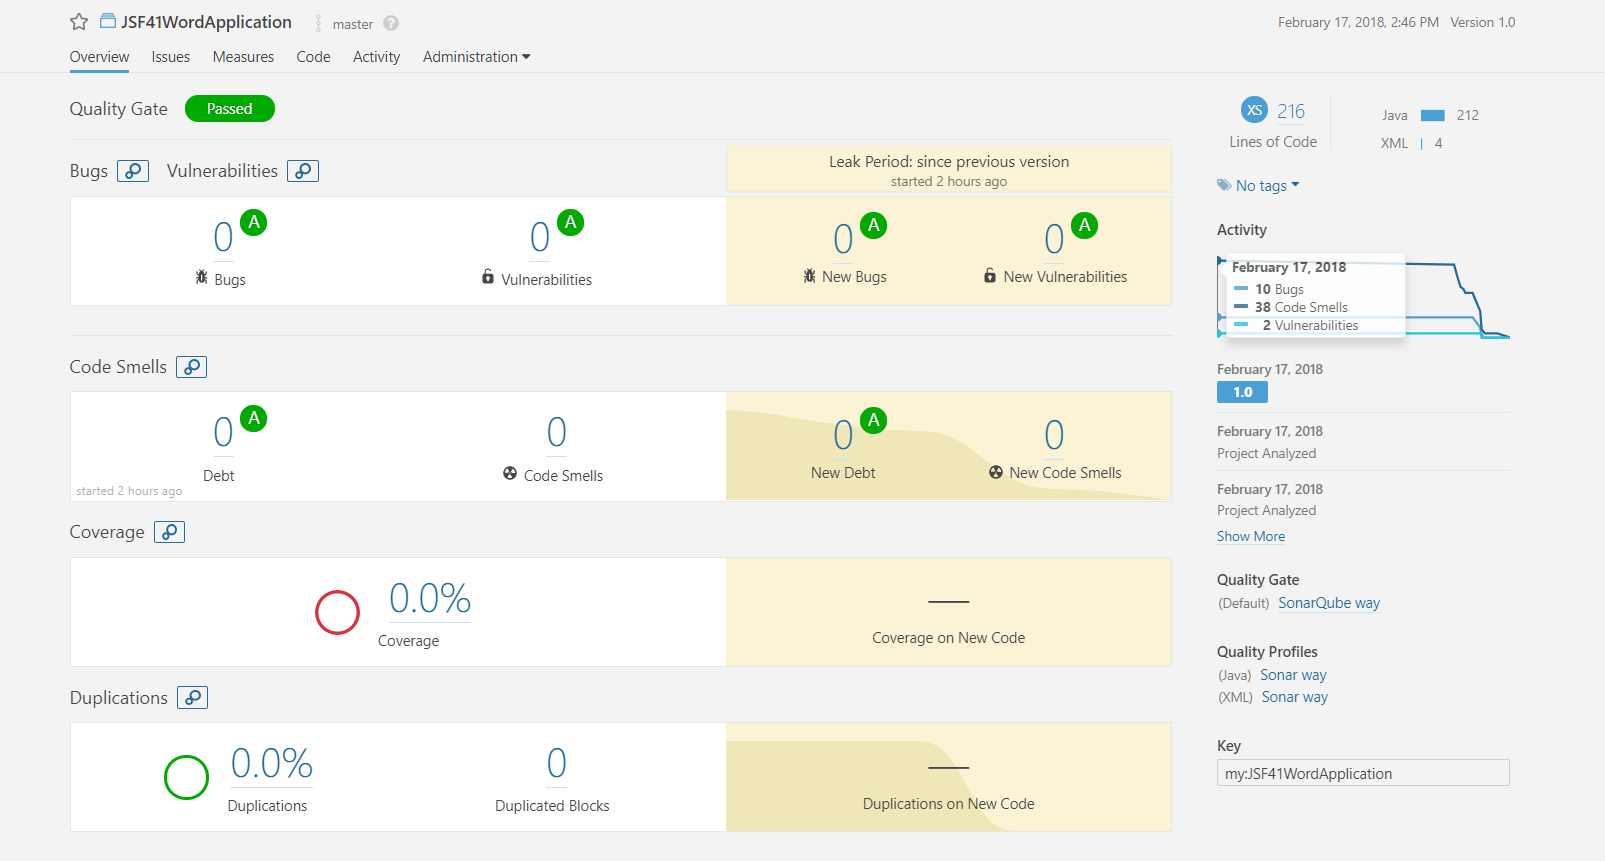 JSF41WordApplication master ? February 17, 2018, 2:46 PM Version 1.0
Overview Issues Measures Code Activity Administration
Quality Gate Passed
Bugs Vulnerabilities
Leak Period: since previous version
started 2 hours ago
0 A 0 A 0 A 0 A
Bugs Vulnerabilities New Bugs New Vulnerabilities
Code Smells
0 A 0 0 A 0
Debt Code Smells New Debt New Code Smells
started 2 hours ago
Coverage
0.0% —
Coverage Coverage on New Code
Duplications
0.0% 0 —
Duplications Duplicated Blocks Duplications on New Code
XS 216
Lines of Code
Java 212
XML | 4
No tags
Activity
February 17, 2018
10 Bugs
38 Code Smells
2 Vulnerabilities
February 17, 2018
1.0
February 17, 2018
Project Analyzed
February 17, 2018
Project Analyzed
Show More
Quality Gate
(Default) SonarQube way
Quality Profiles
(Java) Sonar way
(XML) Sonar way
Key
my:JSF41WordApplication